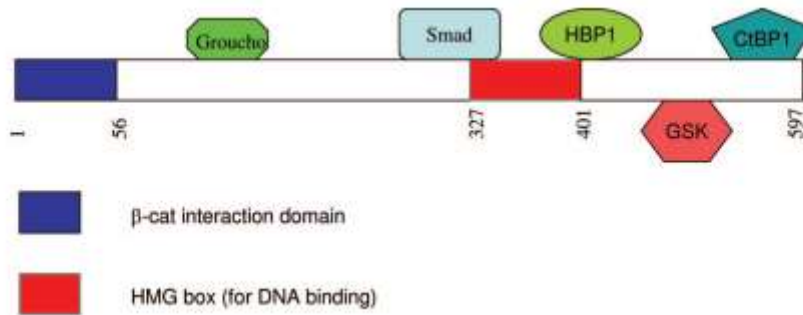 Groucho Smad HBP1 CtBP1
GSK
1 56 327 401 597
β-cat interaction domain
HMG box (for DNA binding)